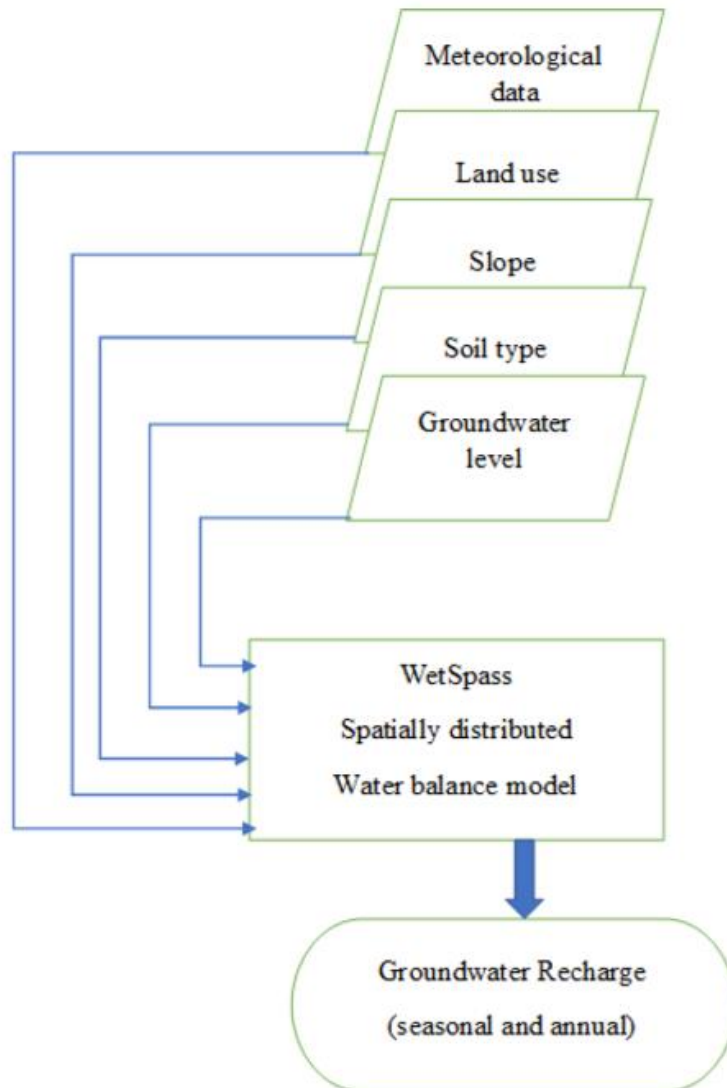 Meteorological
data
Land use
Slope
Soil type
Groundwater
level
WetSpass
Spatially distributed
Water balance model
Groundwater Recharge
(seasonal and annual)